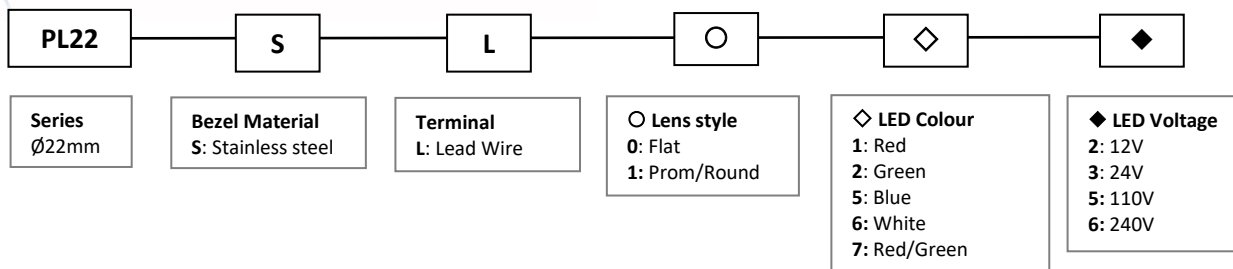 PL22
S
L
○
◇
◆
Series
Ø22mm
Bezel Material
S: Stainless steel
Terminal
L: Lead Wire
○ Lens style
0: Flat
1: Prom/Round
◇ LED Colour
1: Red
2: Green
5: Blue
6: White
7: Red/Green
◆ LED Voltage
2: 12V
3: 24V
5: 110V
6: 240V